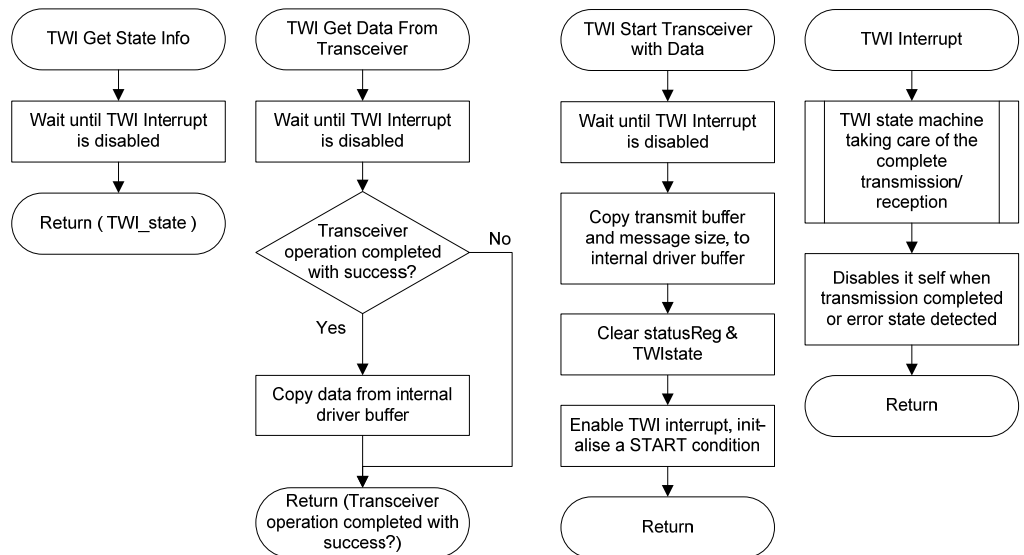 TWI Get State Info
Wait until TWI Interrupt
is disabled
Return ( TWI_state )
TWI Get Data From
Transceiver
Wait until TWI Interrupt
is disabled
Transceiver
operation completed
with success?
No
Yes
Copy data from internal
driver buffer
Return (Transceiver
operation completed with
success?)
TWI Start Transceiver
with Data
Wait until TWI Interrupt
is disabled
Copy transmit buffer
and message size, to
internal driver buffer
Clear statusReg &
TWIstate
Enable TWI interrupt, init-
alise a START condition
Return
TWI Interrupt
TWI state machine
taking care of the
complete
transmission/
reception
Disables it self when
transmission completed
or error state detected
Return